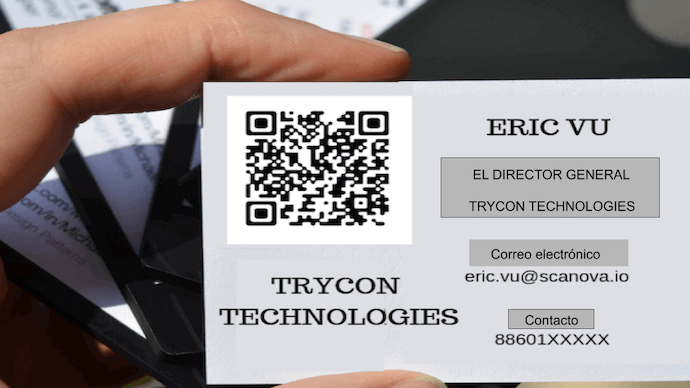 TRYCON
TECHNOLOGIES
ERIC VU
EL DIRECTOR GENERAL
TRYCON TECHNOLOGIES
Correo electrónico
eric.vu@scanova.io
Contacto
88601XXXXX